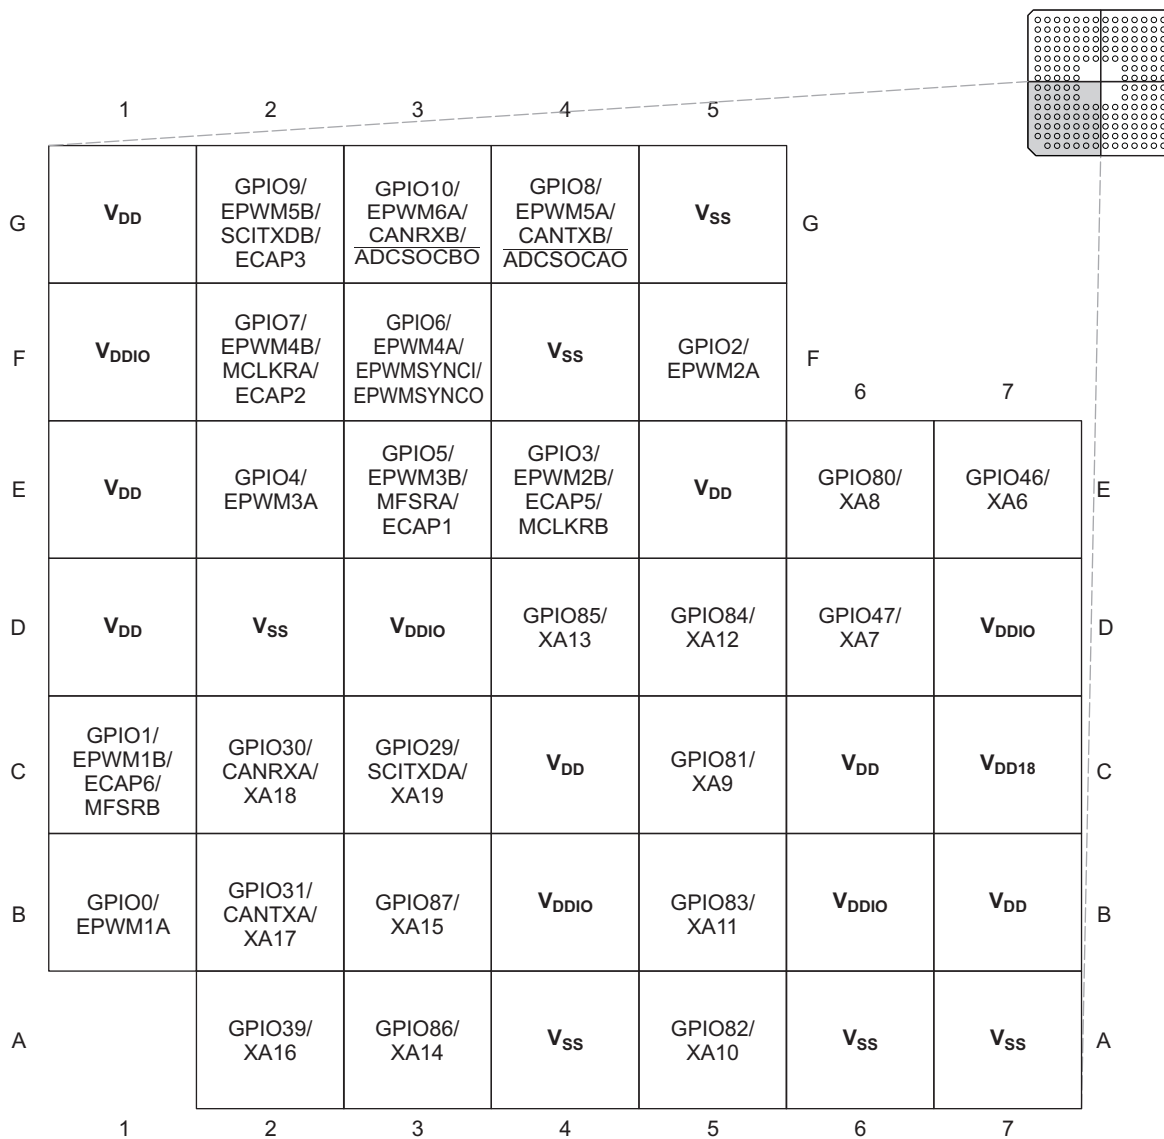 1 2 3 4 5
G V_DD GPIO9/ EPWM5B/ SCITXDB/ ECAP3 GPIO10/ EPWM6A/ CANRXB/ ADCSOCBO GPIO8/ EPWM5A/ CANTXB/ ADCSOCAO V_SS G
F V_DDIO GPIO7/ EPWM4B/ MCLKRA/ ECAP2 GPIO6/ EPWM4A/ EPWMSYNCI/ EPWMSYNCO V_SS GPIO2/ EPWM2A F
6 7
E V_DD GPIO4/ EPWM3A GPIO5/ EPWM3B/ MFSRA/ ECAP1 GPIO3/ EPWM2B/ ECAP5/ MCLKRB V_DD GPIO80/ XA8 GPIO46/ XA6 E
D V_DD V_SS V_DDIO GPIO85/ XA13 GPIO84/ XA12 GPIO47/ XA7 V_DDIO D
C GPIO1/ EPWM1B/ ECAP6/ MFSRB GPIO30/ CANRXA/ XA18 GPIO29/ SCITXDA/ XA19 V_DD GPIO81/ XA9 V_DD V_DD18 C
B GPIO0/ EPWM1A GPIO31/ CANTXA/ XA17 GPIO87/ XA15 V_DDIO GPIO83/ XA11 V_DDIO V_DD B
A GPIO39/ XA16 GPIO86/ XA14 V_SS GPIO82/ XA10 V_SS V_SS A
1 2 3 4 5 6 7